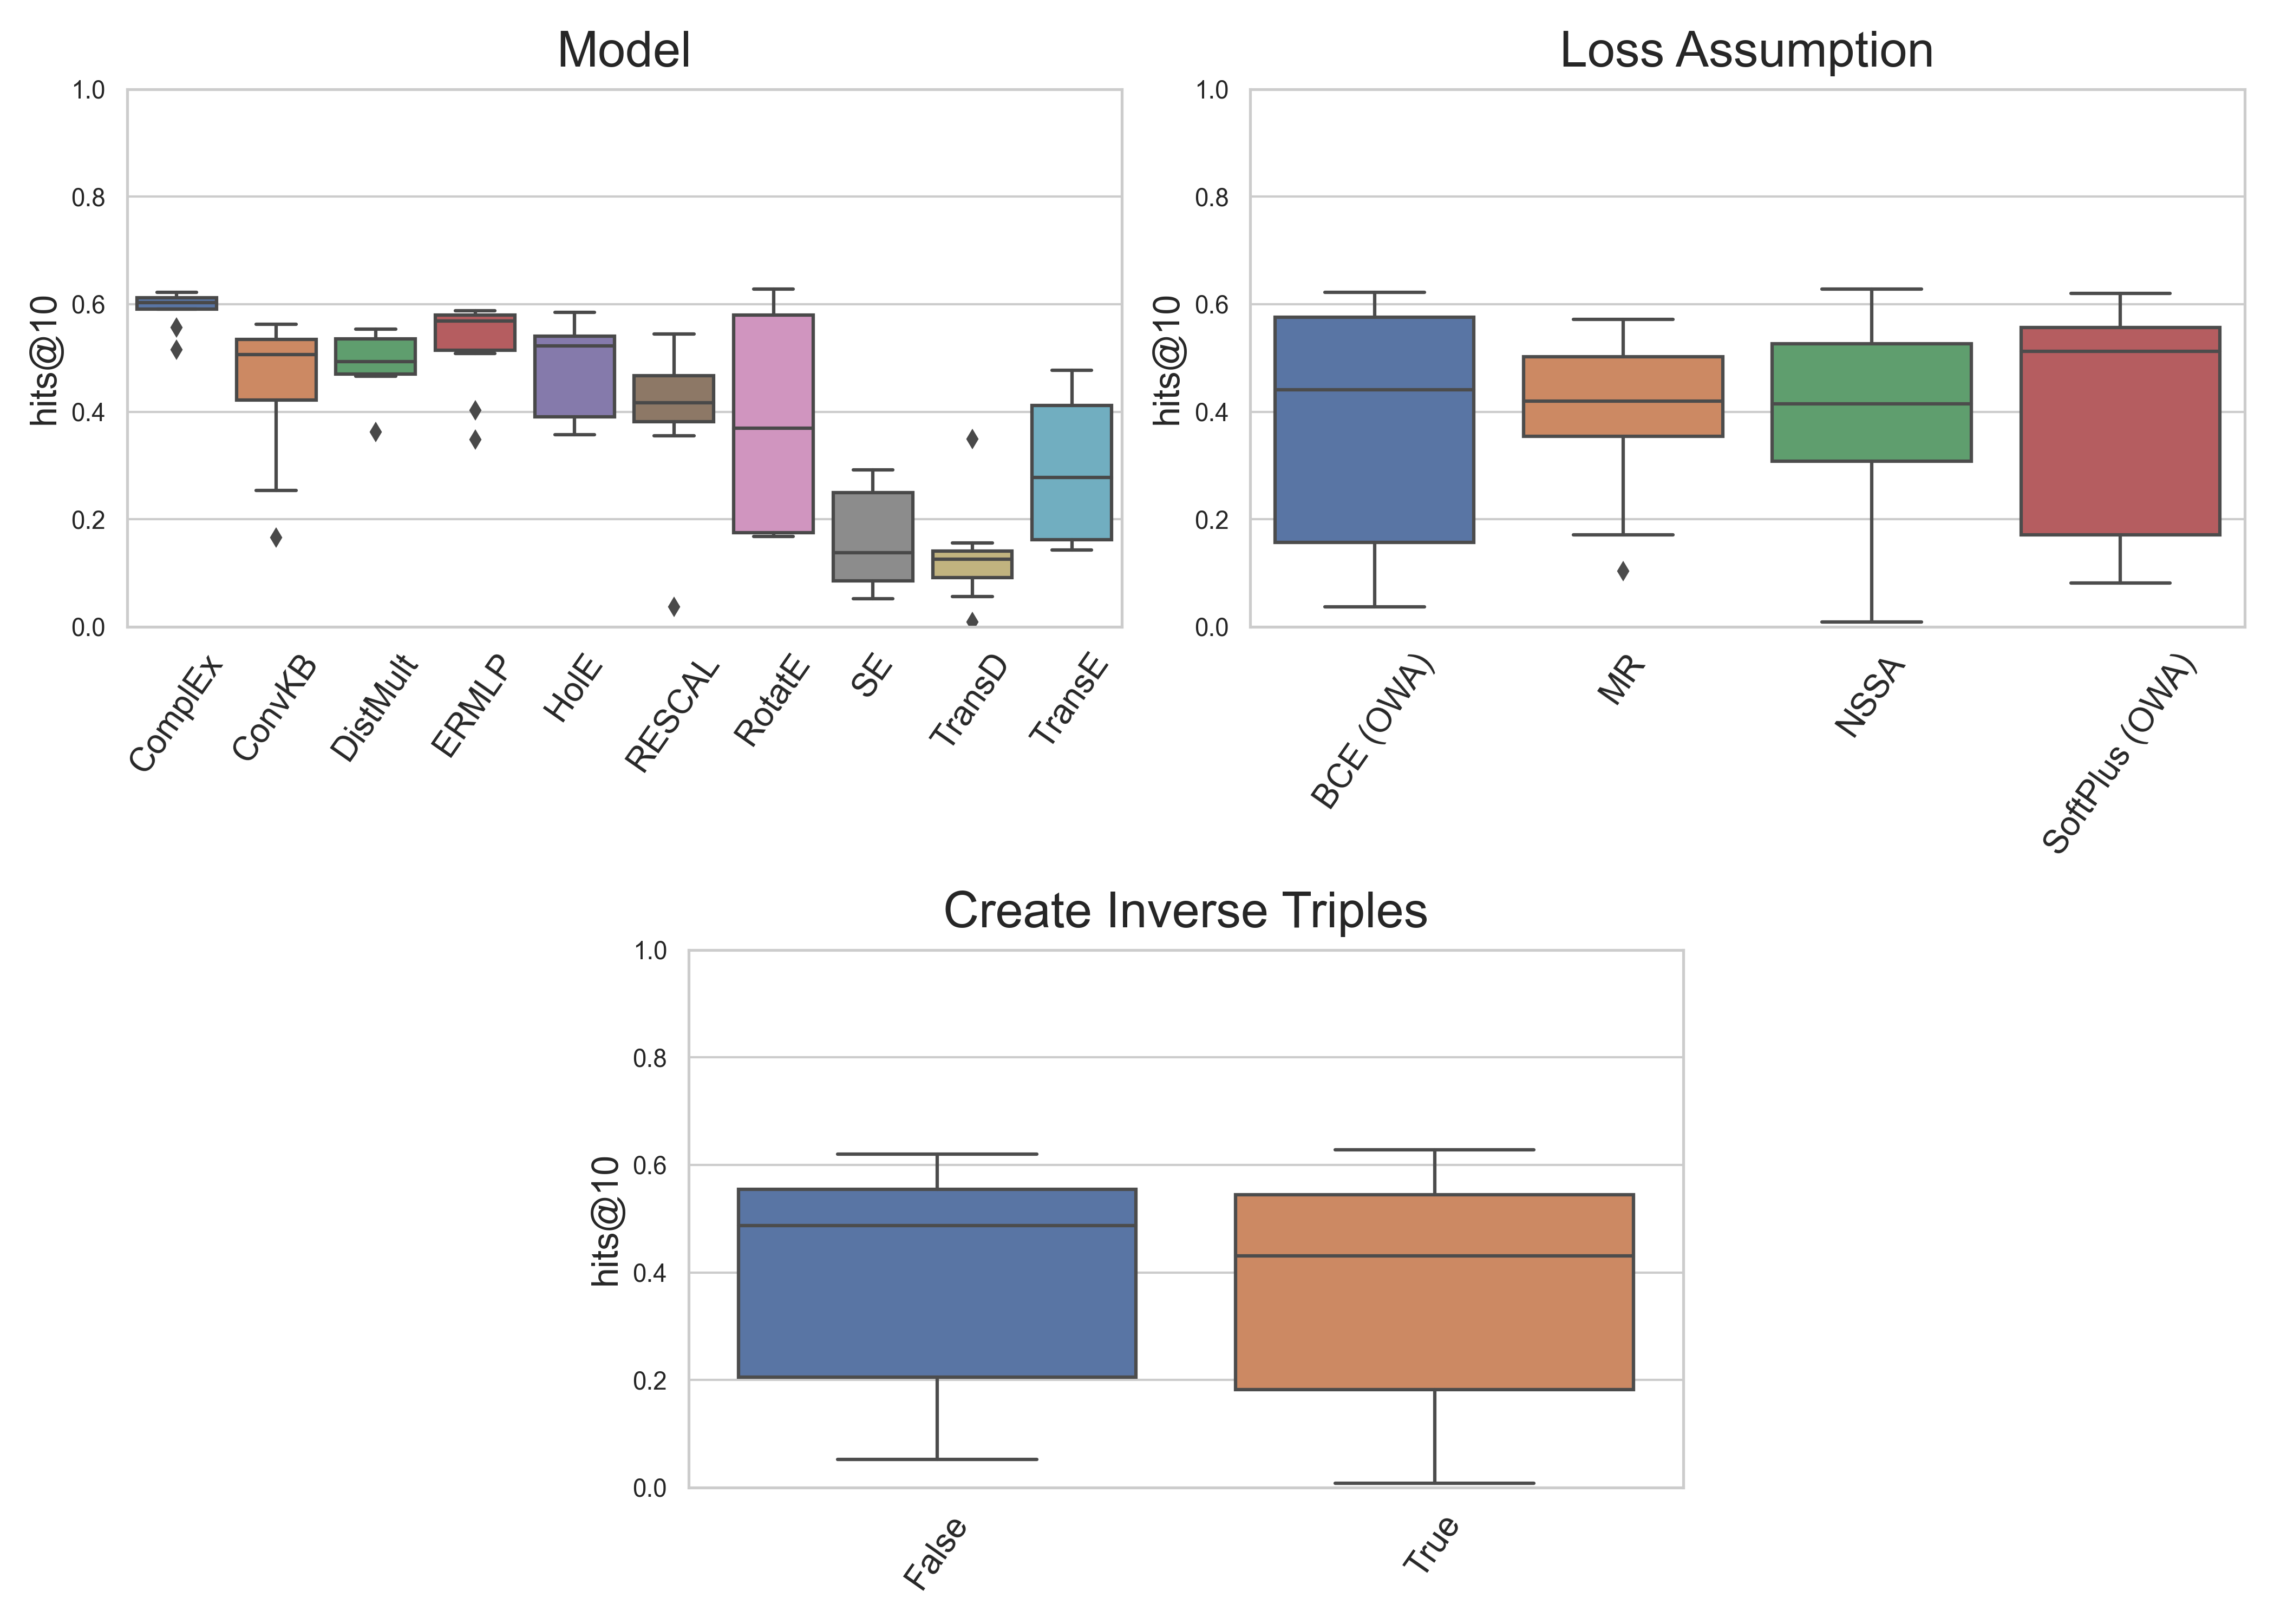 Model
1.0
0.8
0.6
0.4
0.2
0.0
hits@10
ComplEx
ConvKB
DistMult
ERMLP
HolE
RESCAL
RotatE
SE
TransD
TransE
Loss Assumption
1.0
0.8
0.6
0.4
0.2
0.0
hits@10
BCE (OWA)
MR
NSSA
SoftPlus (OWA)
Create Inverse Triples
1.0
0.8
0.6
0.4
0.2
0.0
hits@10
False
True